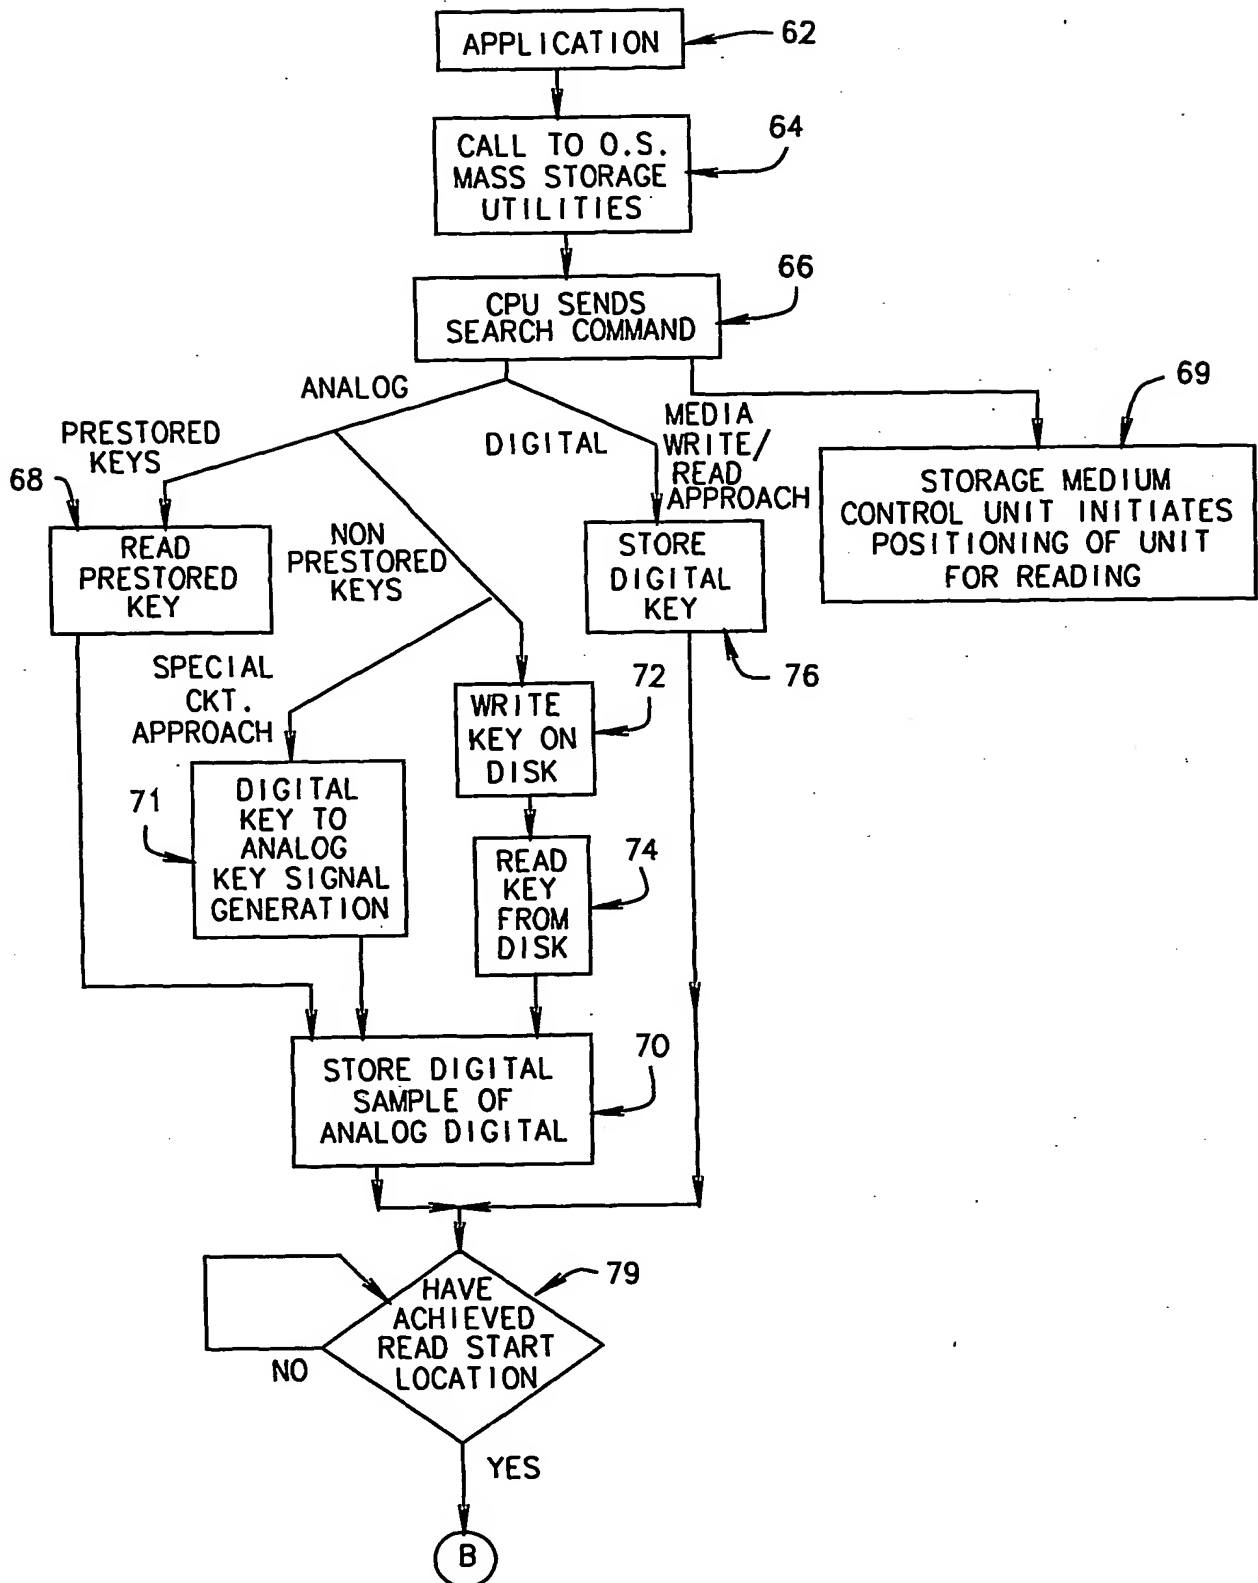 APPLICATION
62
CALL TO O.S.
MASS STORAGE
UTILITIES
64
CPU SENDS
SEARCH COMMAND
66
ANALOG
PRESTORED
KEYS
DIGITAL
MEDIA
WRITE/
READ
APPROACH
69
68
READ
PRESTORED
KEY
NON
PRESTORED
KEYS
STORE
DIGITAL
KEY
76
STORAGE MEDIUM
CONTROL UNIT INITIATES
POSITIONING OF UNIT
FOR READING
SPECIAL
CKT.
APPROACH
72
WRITE
KEY ON
DISK
71
DIGITAL
KEY TO
ANALOG
KEY SIGNAL
GENERATION
READ
KEY
FROM
DISK
74
STORE DIGITAL
SAMPLE OF
ANALOG DIGITAL
70
HAVE
ACHIEVED
READ START
LOCATION
79
NO
YES
B